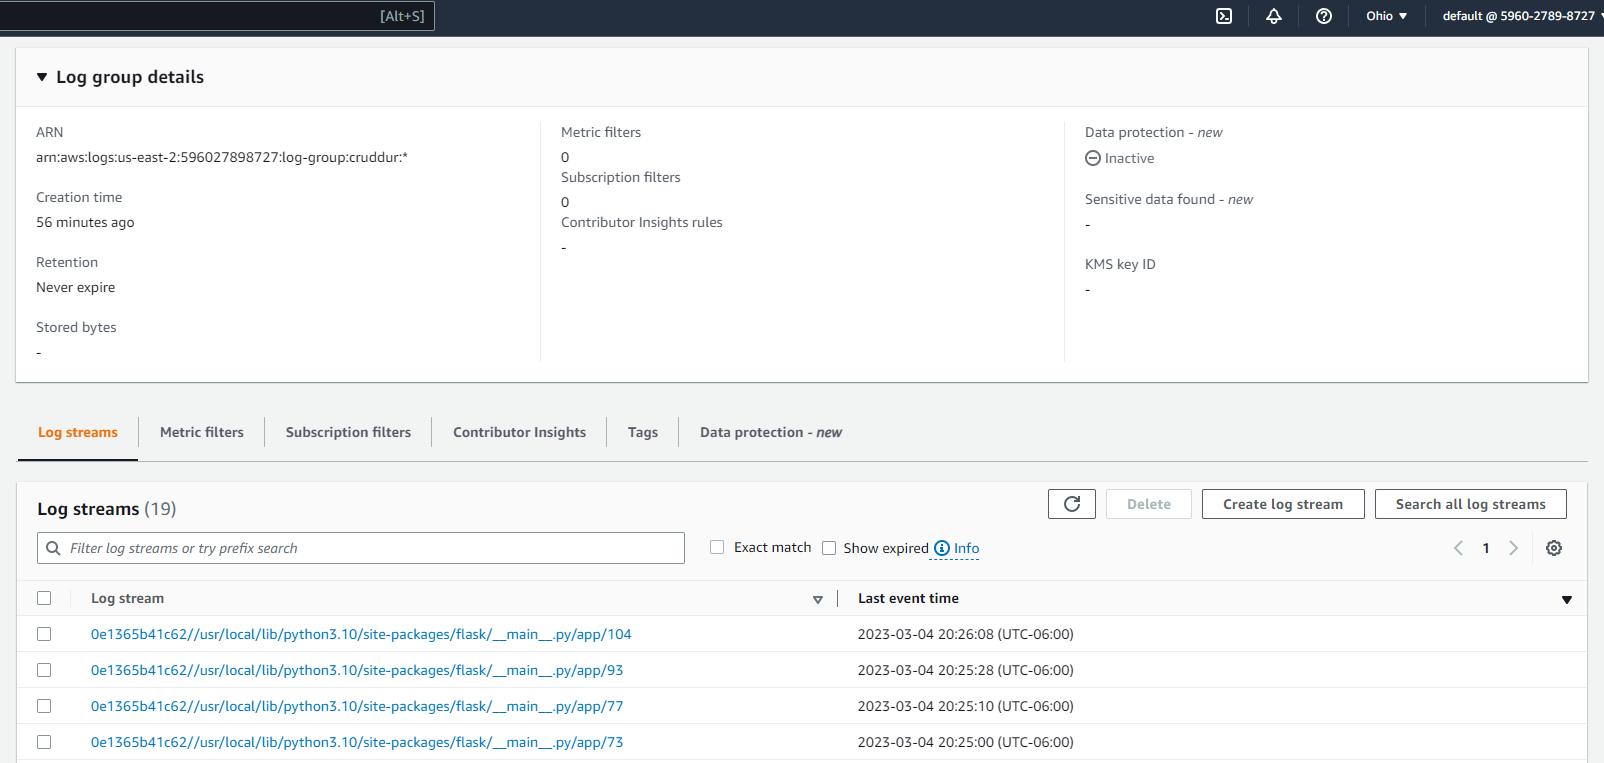 [Alt+S]
Ohio
default @ 5960-2789-8727
Log group details
ARN
arn:aws:logs:us-east-2:596027898727:log-group:cruddur:*
Creation time
56 minutes ago
Retention
Never expire
Stored bytes
-
Metric filters
0
Subscription filters
0
Contributor Insights rules
-
Data protection - new
Inactive
Sensitive data found - new
-
KMS key ID
-
Log streams
Metric filters
Subscription filters
Contributor Insights
Tags
Data protection - new
Log streams (19)
Delete
Create log stream
Search all log streams
Filter log streams or try prefix search
Exact match
Show expired
Info
1
Log stream
Last event time
0e1365b41c62//usr/local/lib/python3.10/site-packages/flask/__main__.py/app/104
2023-03-04 20:26:08 (UTC-06:00)
0e1365b41c62//usr/local/lib/python3.10/site-packages/flask/__main__.py/app/93
2023-03-04 20:25:28 (UTC-06:00)
0e1365b41c62//usr/local/lib/python3.10/site-packages/flask/__main__.py/app/77
2023-03-04 20:25:10 (UTC-06:00)
0e1365b41c62//usr/local/lib/python3.10/site-packages/flask/__main__.py/app/73
2023-03-04 20:25:00 (UTC-06:00)